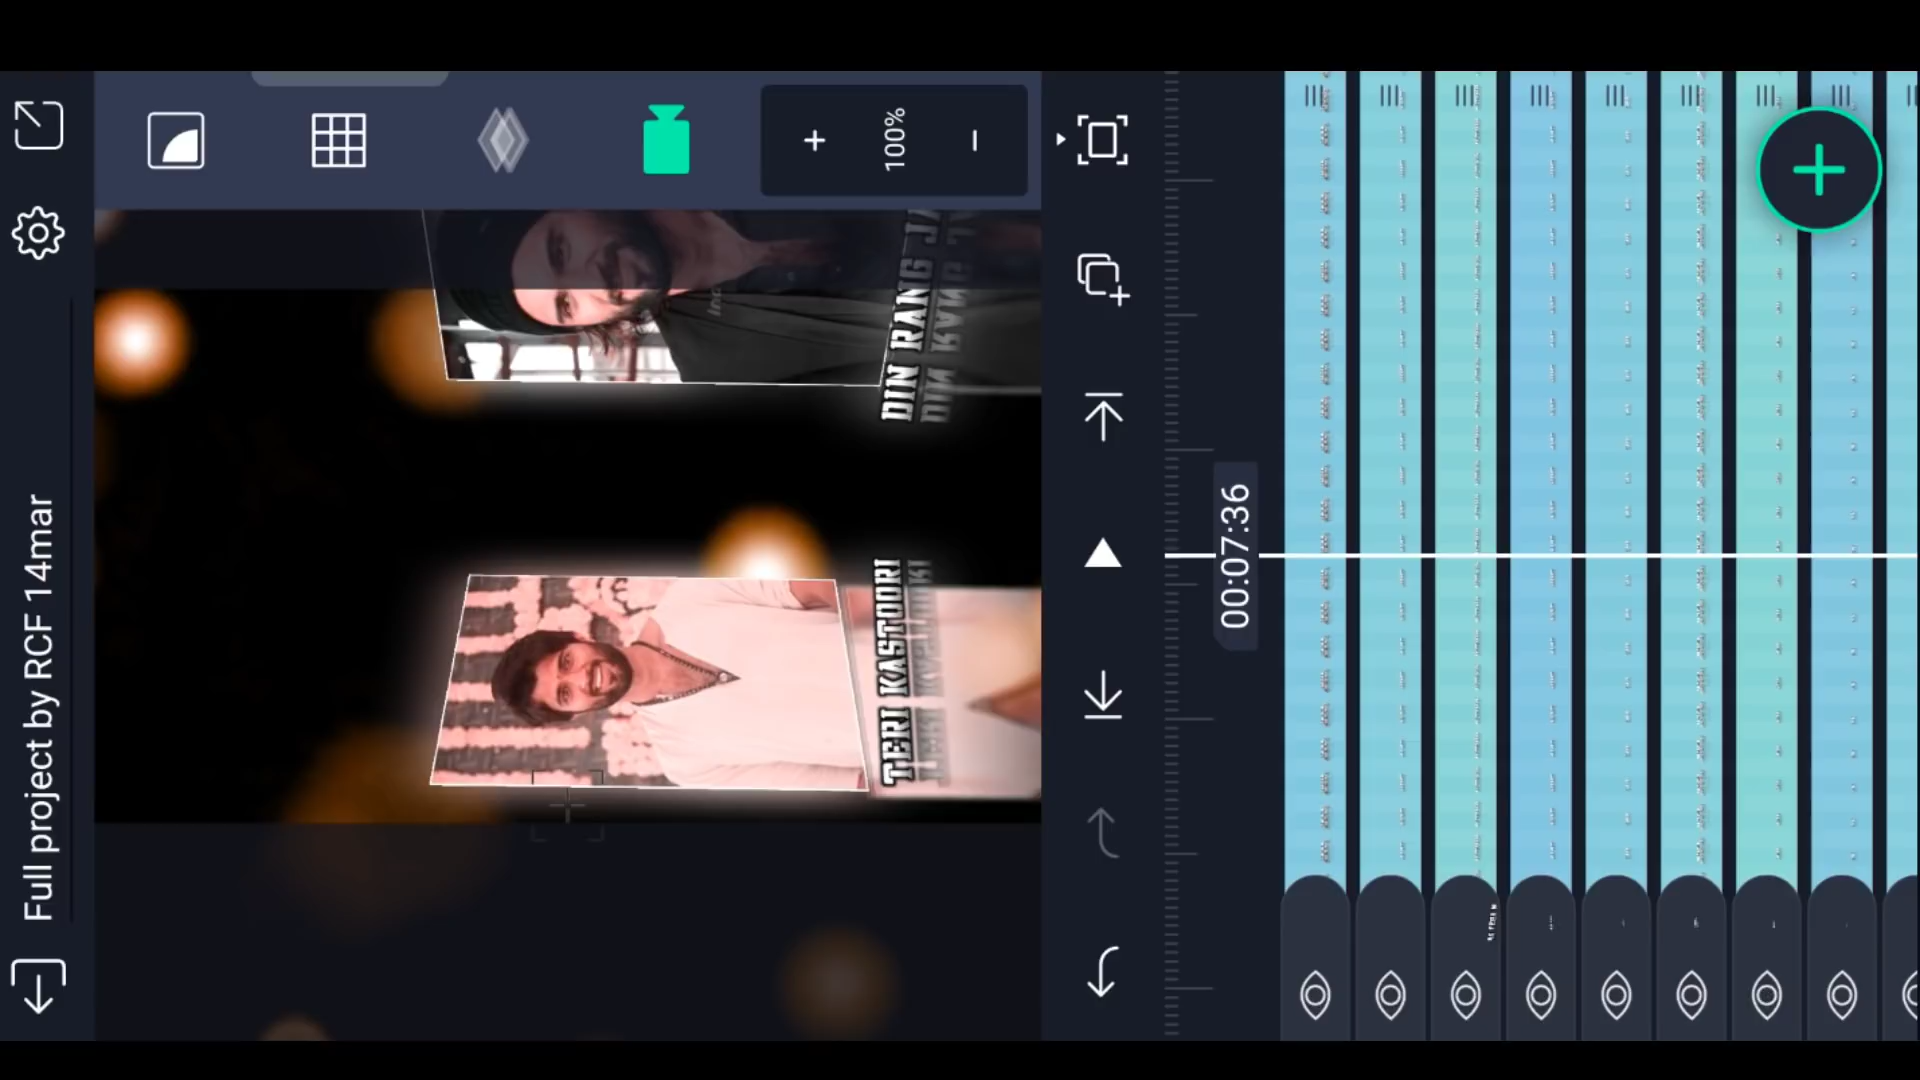 Full project by RCF 14mar
+ 100% −
DIN RANG JA
TERI KASTOORI
00:07:36